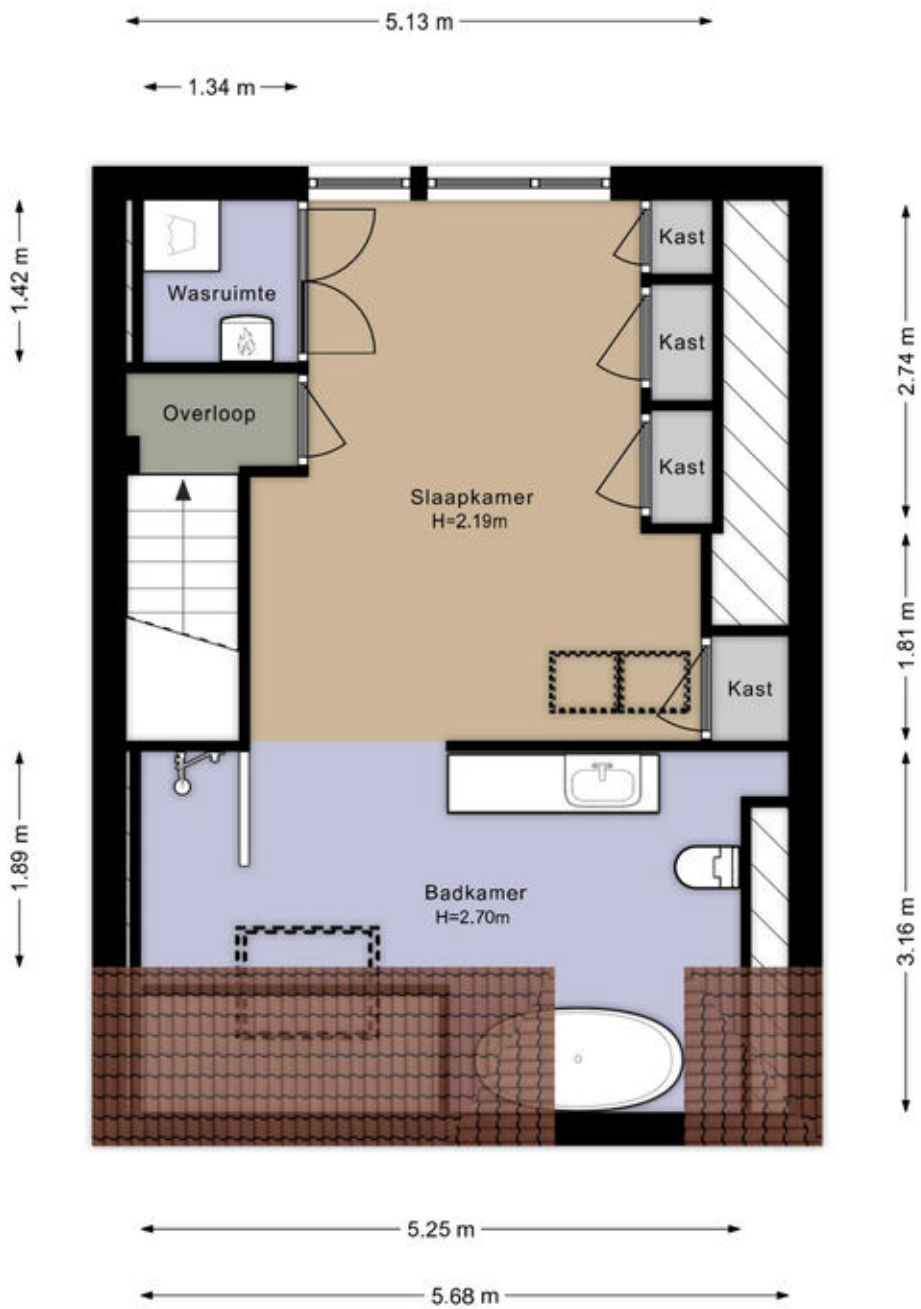 5.13 m
1.34 m
1.42 m
Wasruimte
Kast
Kast
2.74 m
Overloop
Kast
Slaapkamer
H=2.19m
1.81 m
Kast
1.89 m
Badkamer
H=2.70m
3.16 m
5.25 m
5.68 m